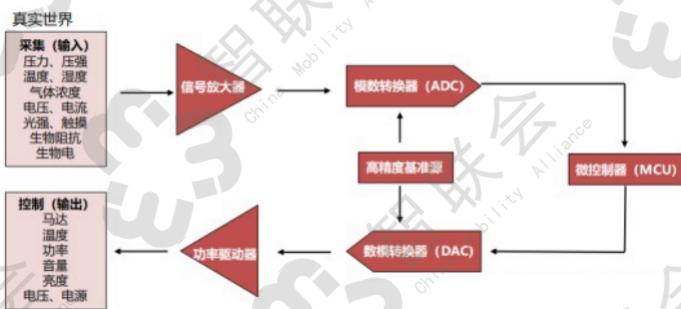 真实世界
采集（输入）
压力、压强
温度、湿度
气体浓度
电压、电流
光强、触摸
生物阻抗
生物电
信号放大器
模数转换器（ADC）
高精度基准源
微控制器（MCU）
控制（输出）
马达
温度
功率
音量
亮度
电压、电源
功率驱动器
数模转换器（DAC）
智联会
China Mobility Alliance